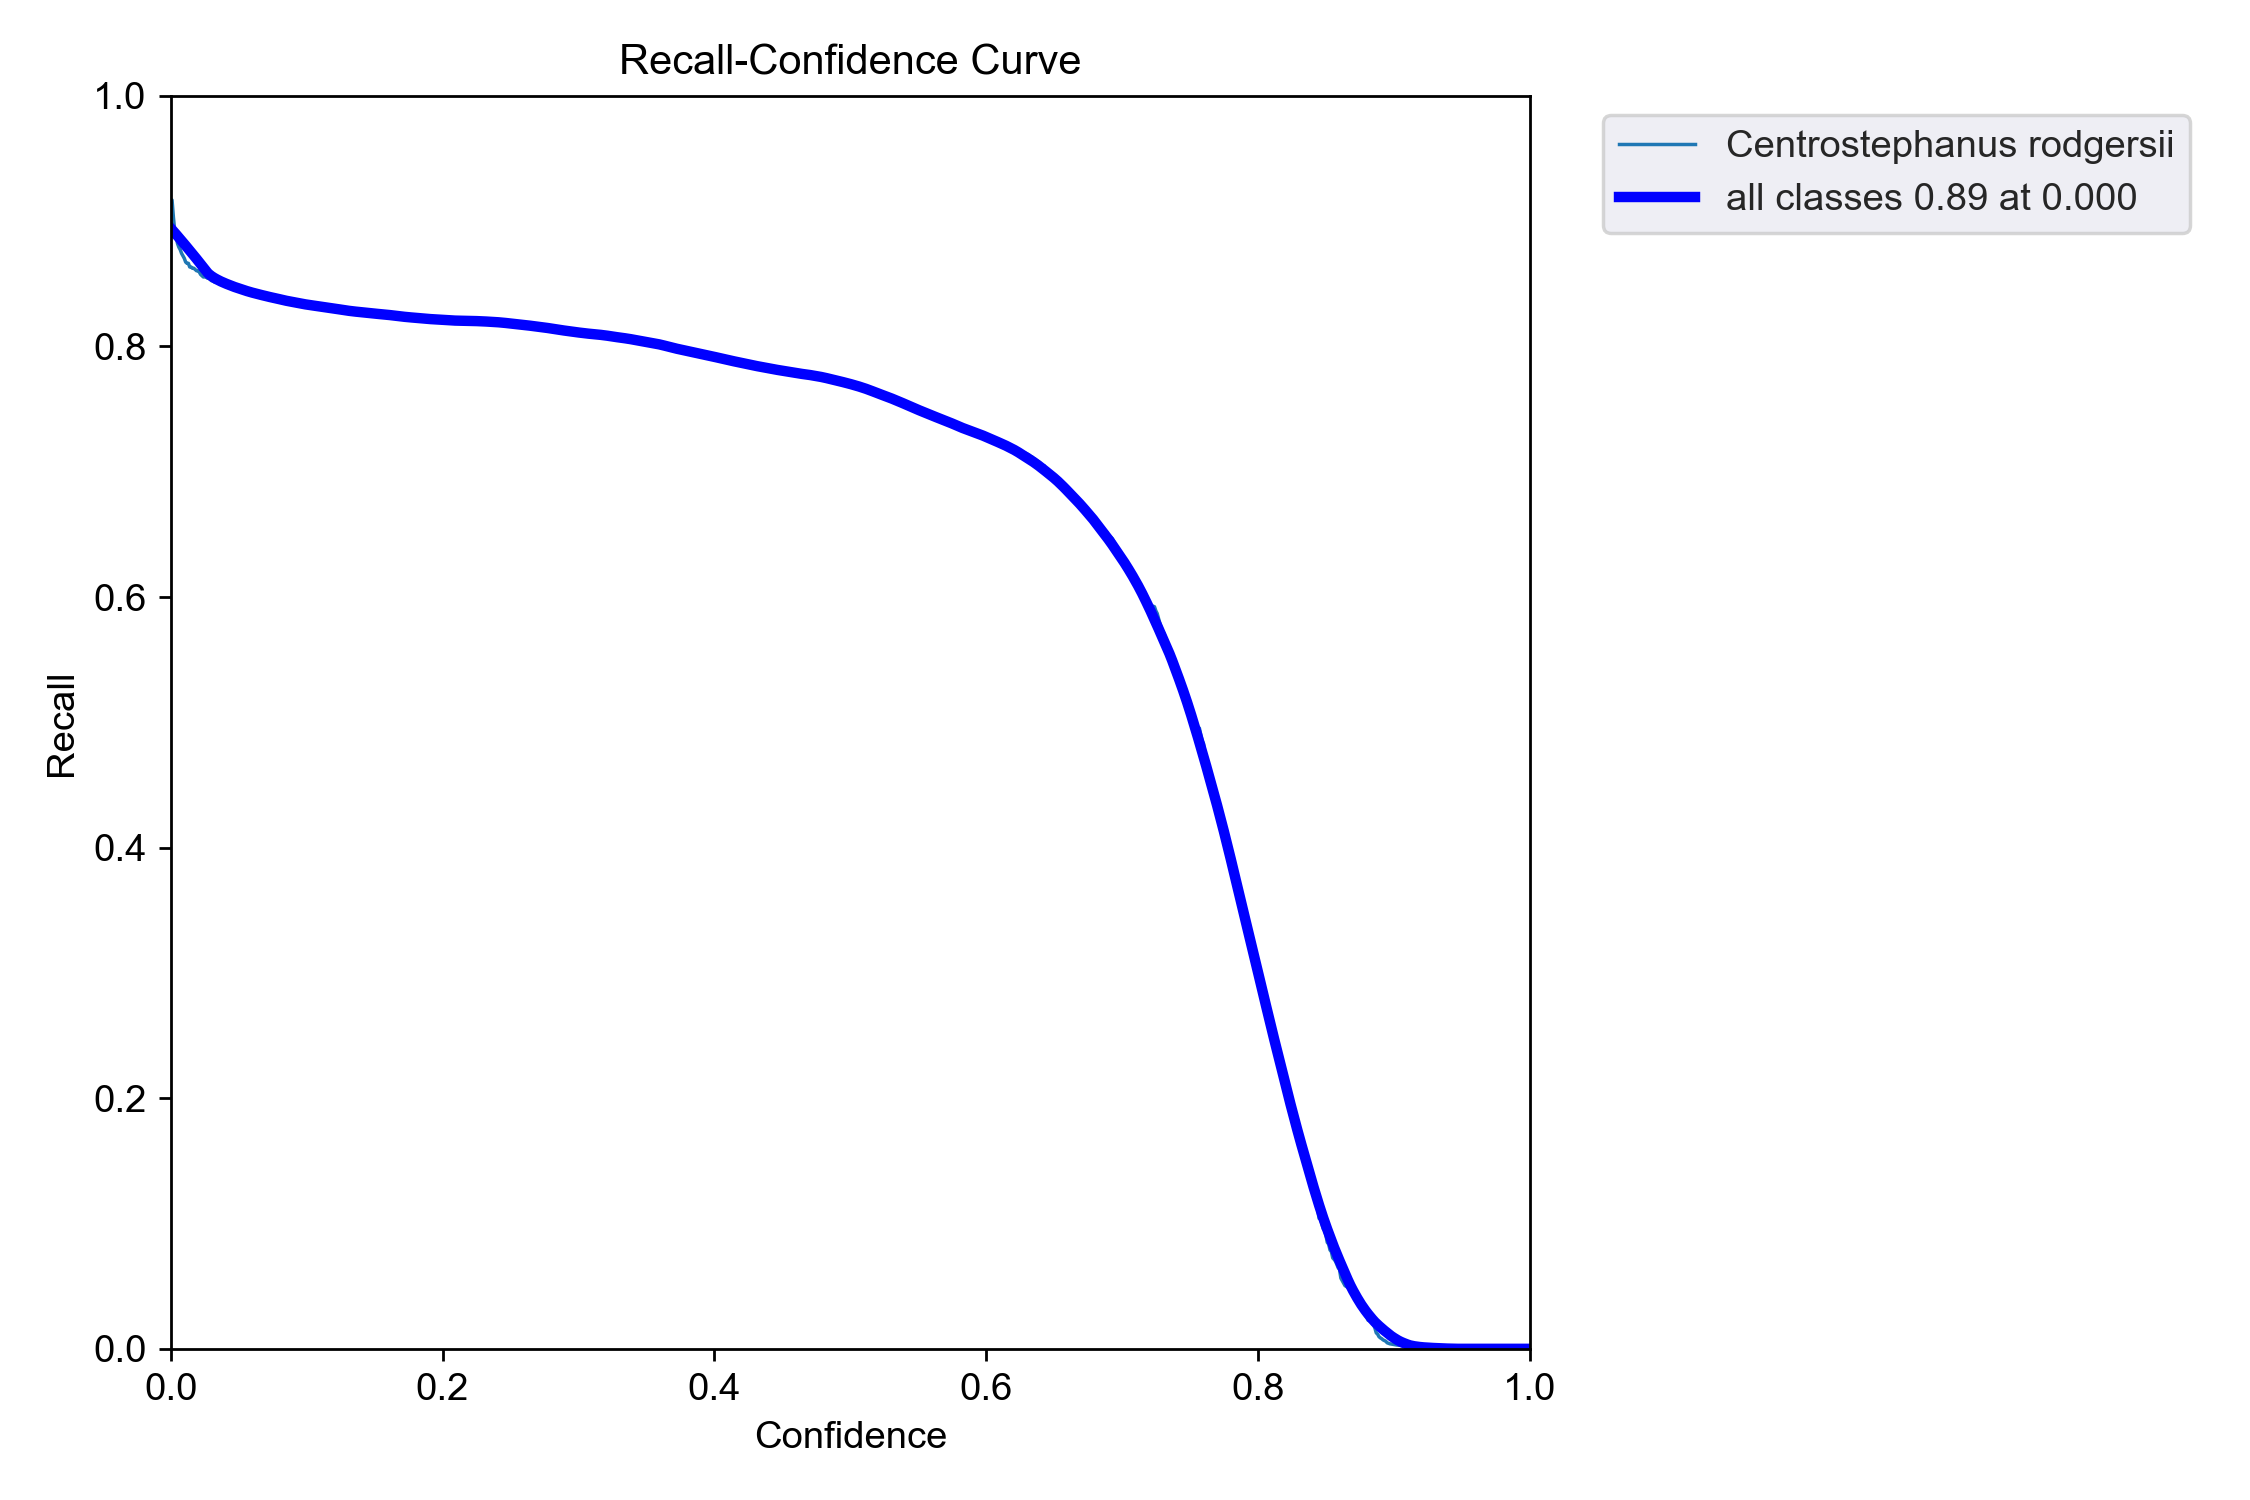 Recall-Confidence Curve
1.0
0.8
0.6
0.4
0.2
0.0
Recall
0.0 0.2 0.4 0.6 0.8 1.0
Confidence
Centrostephanus rodgersii
all classes 0.89 at 0.000